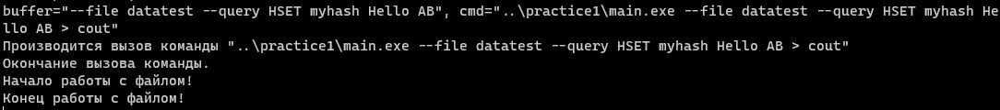 buffer="--file datatest --query HSET myhash Hello AB", cmd="..\practice1\main.exe --file datatest --query HSET myhash He
llo AB > cout"
Производится вызов команды "..\practice1\main.exe --file datatest --query HSET myhash Hello AB > cout"
Окончание вызова команды.
Начало работы с файлом!
Конец работы с файлом!